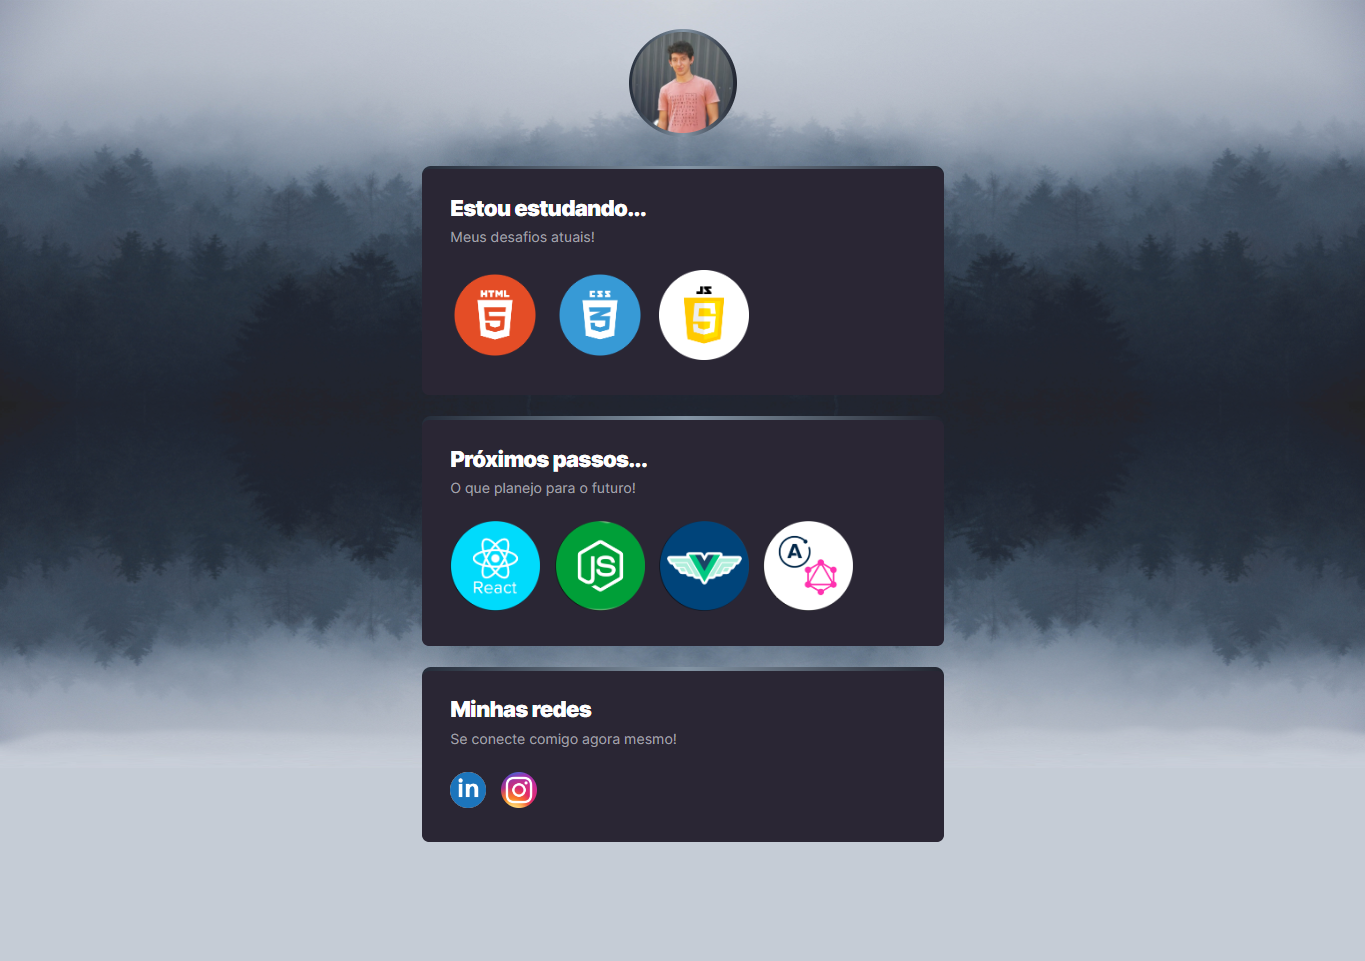 Estou estudando...
Meus desafios atuais!
HTML
5
CSS
3
JS
5
Próximos passos...
O que planejo para o futuro!
React
JS
V
A
Minhas redes
Se conecte comigo agora mesmo!
in